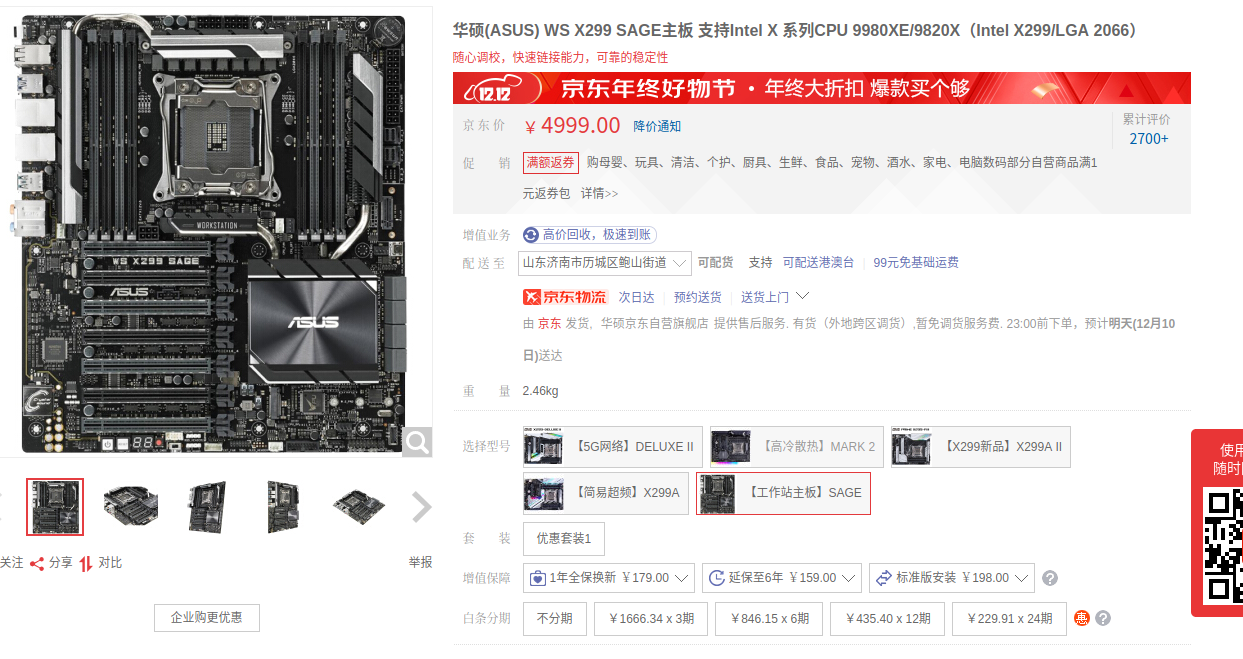 华硕(ASUS) WS X299 SAGE主板 支持Intel X 系列CPU 9980XE/9820X（Intel X299/LGA 2066）
随心调校，快速链接能力，可靠的稳定性
12.12 京东年终好物节·年终大折扣 爆款买个够
京东价 ￥4999.00 降价通知
累计评价
2700+
促销 满额返券 购母婴、玩具、清洁、个护、厨具、生鲜、食品、宠物、酒水、家电、电脑数码部分自营商品满1
元返券包 详情>>
增值业务 高价回收，极速到账
配送至 山东济南市历城区鲍山街道 可配货 支持 可配送港澳台 99元免基础运费
京东物流 次日达 预约送货 送货上门
由 京东 发货, 华硕京东自营旗舰店 提供售后服务. 有货（外地跨区调货）,暂免调货服务费. 23:00前下单，预计明天(12月10
日)送达
重量 2.46kg
选择型号 【5G网络】DELUXE II 【高冷散热】MARK 2 【X299新品】X299A II
【简易超频】X299A 【工作站主板】SAGE
套装 优惠套装1
增值保障 1年全保换新 ￥179.00 延保至6年 ￥159.00 标准版安装 ￥198.00 ?
白条分期 不分期 ￥1666.34 x 3期 ￥846.15 x 6期 ￥435.40 x 12期 ￥229.91 x 24期 惠 ?
WORKSTATION
WS X299 SAGE
ASUS
ASUS
88
关注 分享 对比 举报
企业购更优惠
使用
随时